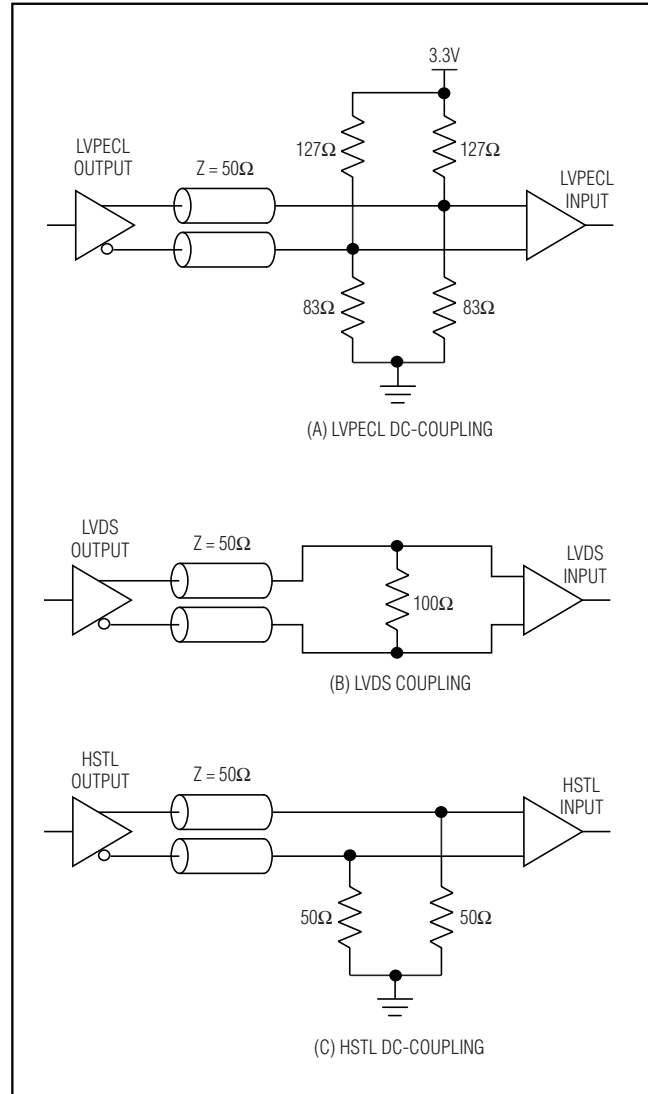 3.3V
LVPECL
OUTPUT
Z = 50Ω
127Ω
127Ω
LVPECL
INPUT
83Ω
83Ω
(A) LVPECL DC-COUPLING
LVDS
OUTPUT
Z = 50Ω
LVDS
INPUT
100Ω
(B) LVDS COUPLING
HSTL
OUTPUT
Z = 50Ω
HSTL
INPUT
50Ω
50Ω
(C) HSTL DC-COUPLING